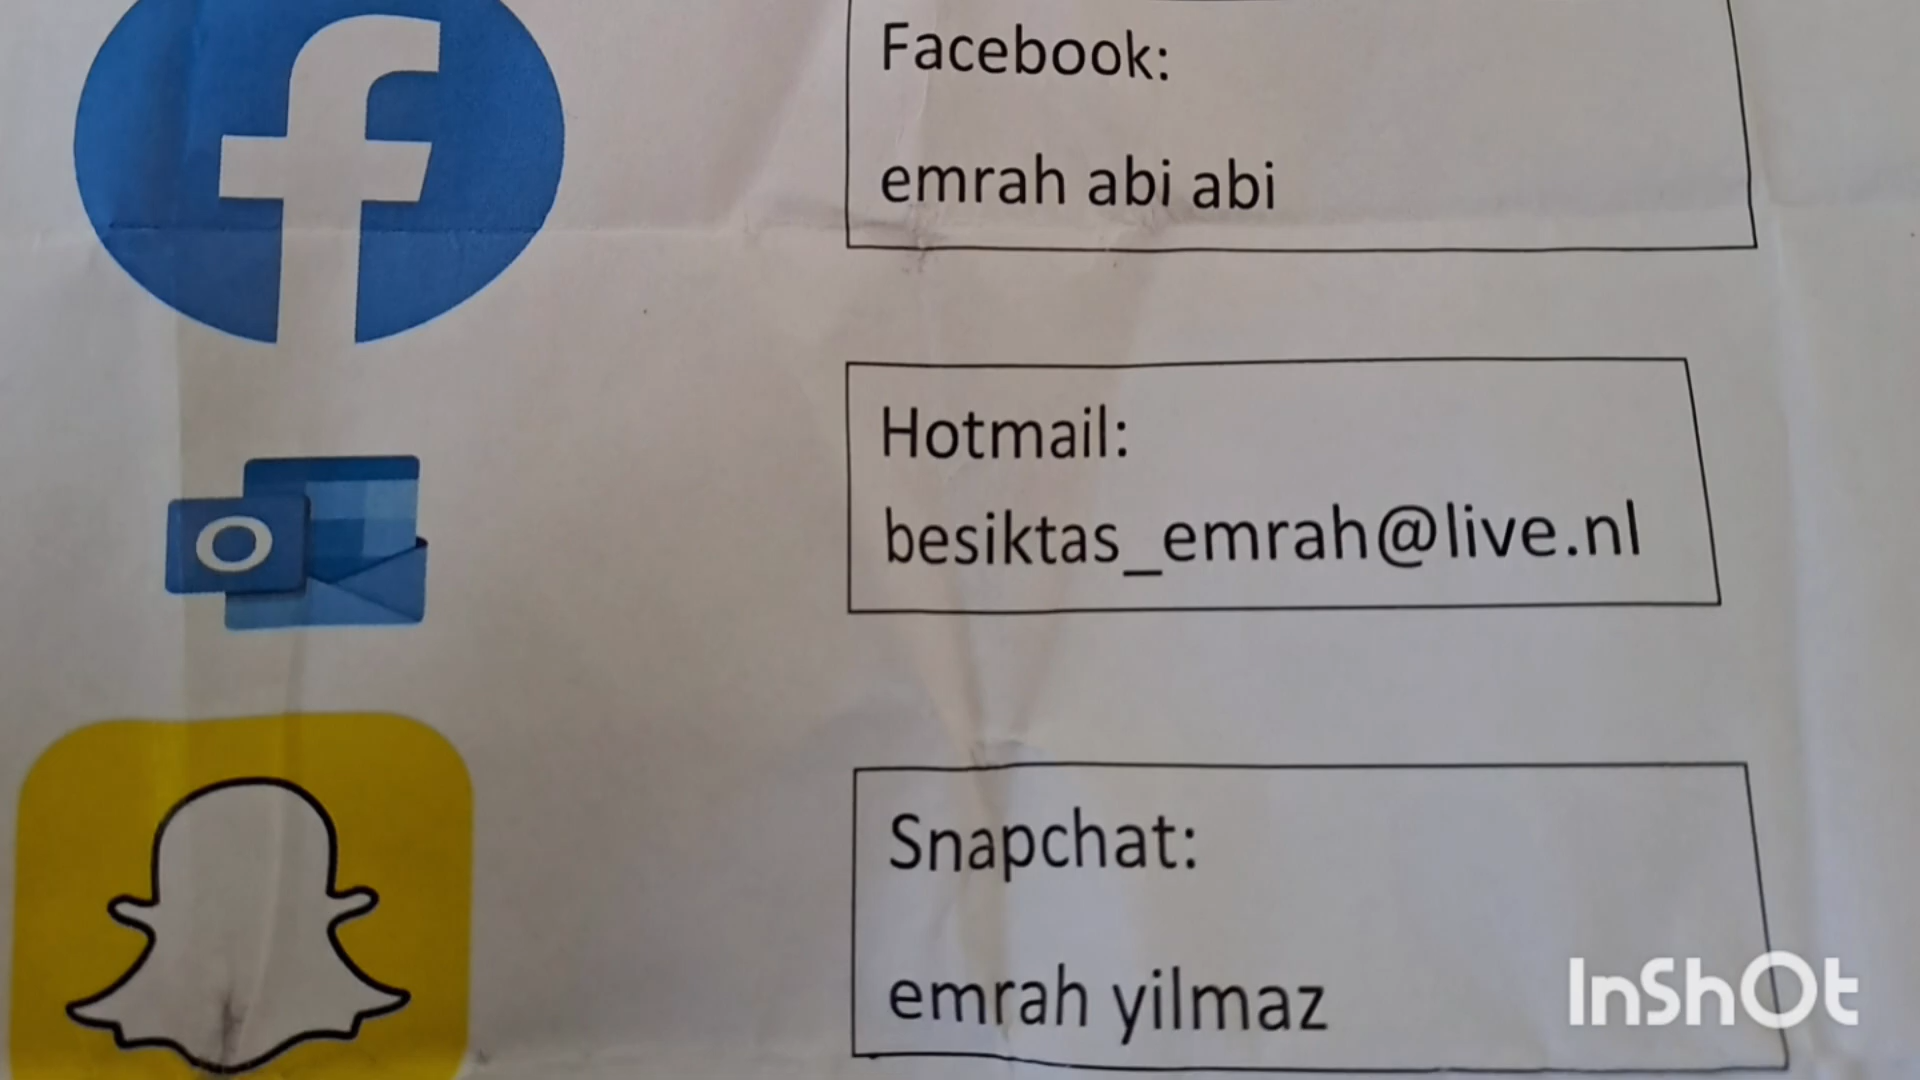 Facebook:
emrah abi abi
Hotmail:
besiktas_emrah@live.nl
Snapchat:
emrah yilmaz
InShOt